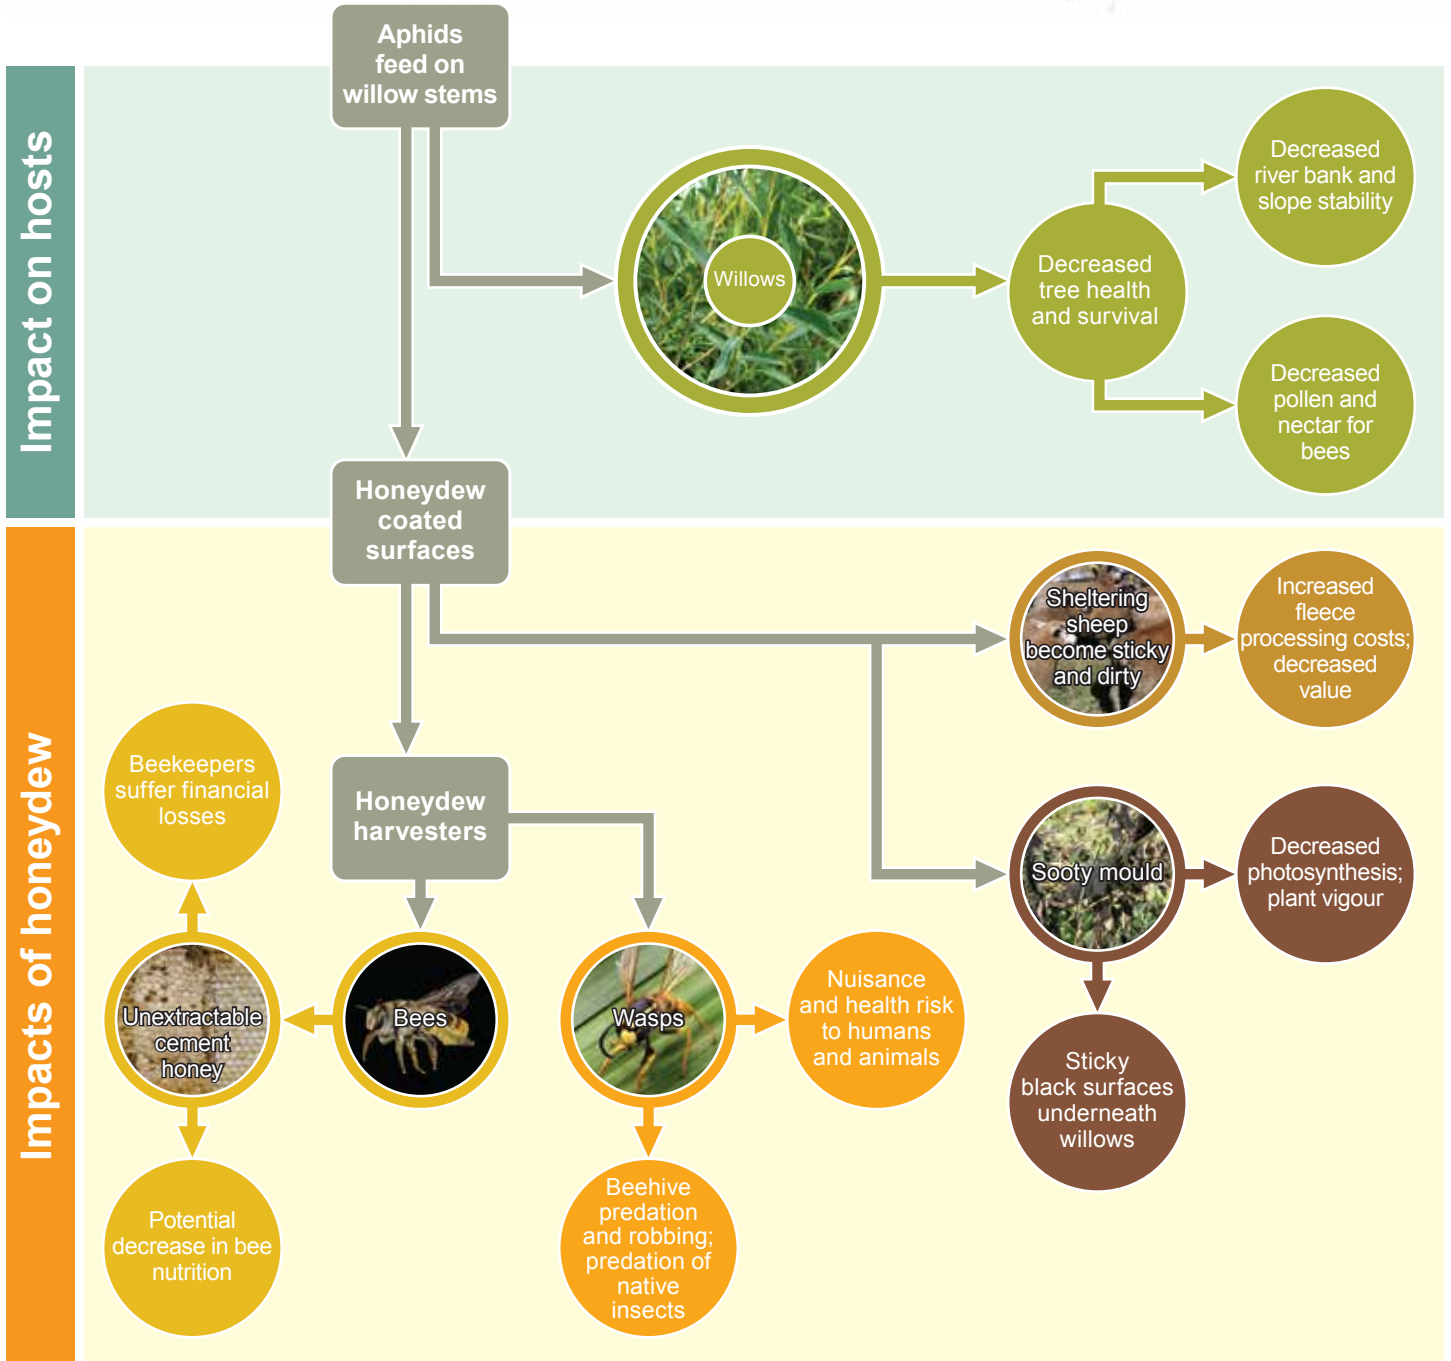 Aphids
feed on
willow stems
Impact on hosts
Willows
Decreased
tree health
and survival
Decreased
river bank and
slope stability
Decreased
pollen and
nectar for
bees
Honeydew
coated
surfaces
Impacts of honeydew
Sheltering
sheep
become sticky
and dirty
Increased
fleece
processing costs;
decreased
value
Beekeepers
suffer financial
losses
Honeydew
harvesters
Sooty mould
Decreased
photosynthesis;
plant vigour
Unextractable
cement
honey
Bees
Wasps
Nuisance
and health risk
to humans
and animals
Sticky
black surfaces
underneath
willows
Potential
decrease in bee
nutrition
Beehive
predation
and robbing;
predation of
native
insects